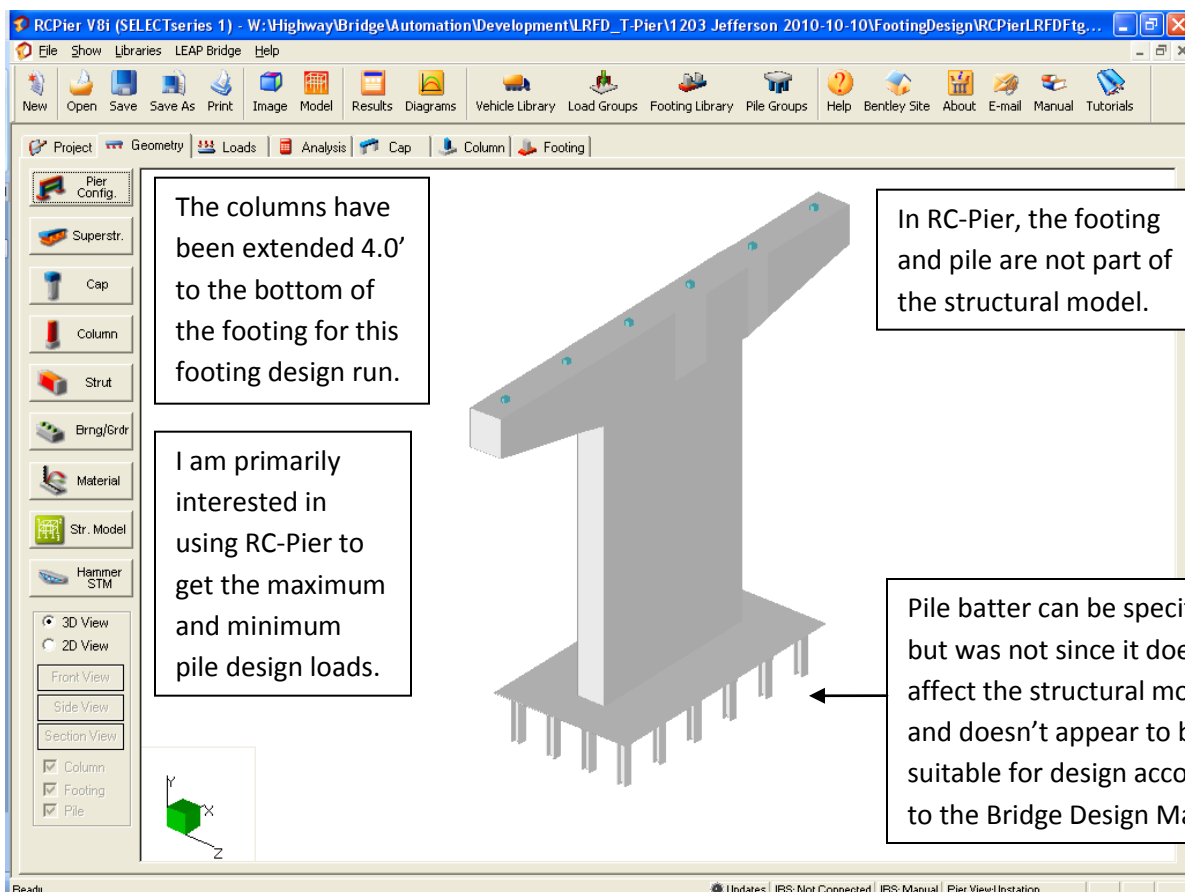 RCPier V8i (SELECTseries 1) - W:\Highway\Bridge\Automation\Development\LRFD_T-Pier\1203 Jefferson 2010-10-10\FootingDesign\RCPierLRFDFtg...
File Show Libraries LEAP Bridge Help
New Open Save Save As Print Image Model Results Diagrams Vehicle Library Load Groups Footing Library Pile Groups Help Bentley Site About E-mail Manual Tutorials
Project Geometry Loads Analysis Cap Column Footing
Pier
Config.
Superstr.
Cap
Column
Strut
Brng/Grdr
Material
Str. Model
Hammer
STM
3D View
2D View
Front View
Side View
Section View
Column
Footing
Pile
The columns have
been extended 4.0’
to the bottom of
the footing for this
footing design run.
I am primarily
interested in
using RC-Pier to
get the maximum
and minimum
pile design loads.
In RC-Pier, the footing
and pile are not part of
the structural model.
Pile batter can be
but was not since it
affect the structural
and doesn’t appear to
suitable for design
to the Bridge Design
Y
X
Z
Ready
Updates IBS: Not Connected IBS: Manual Pier View:Upstation